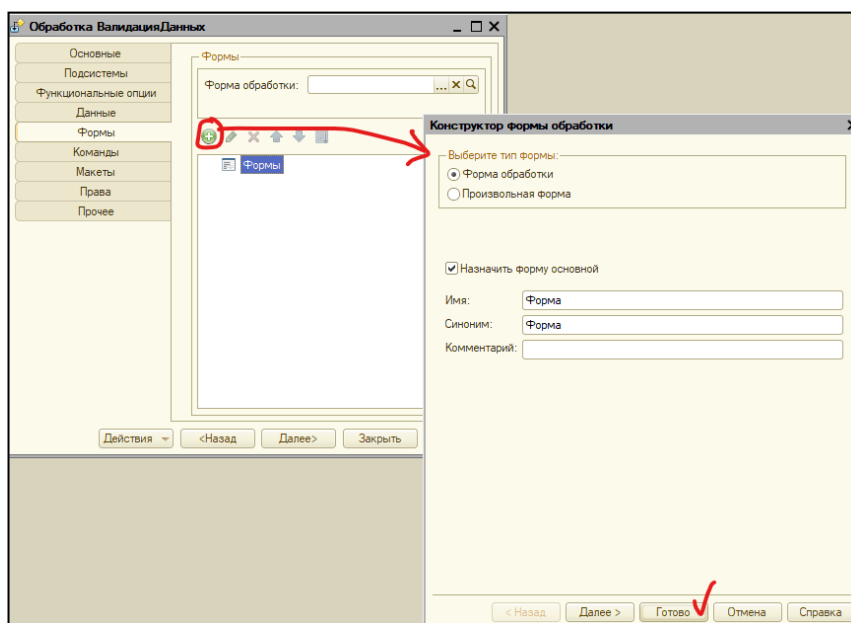 Обработка ВалидацияДанных
Основные
Подсистемы
Функциональные опции
Данные
Формы
Команды
Макеты
Права
Прочее
Формы
Форма обработки:
Формы
Действия
<Назад
Далее>
Закрыть
Конструктор формы обработки
Выберите тип формы:
Форма обработки
Произвольная форма
Назначить форму основной
Имя: Форма
Синоним: Форма
Комментарий:
< Назад
Далее >
Готово
Отмена
Справка